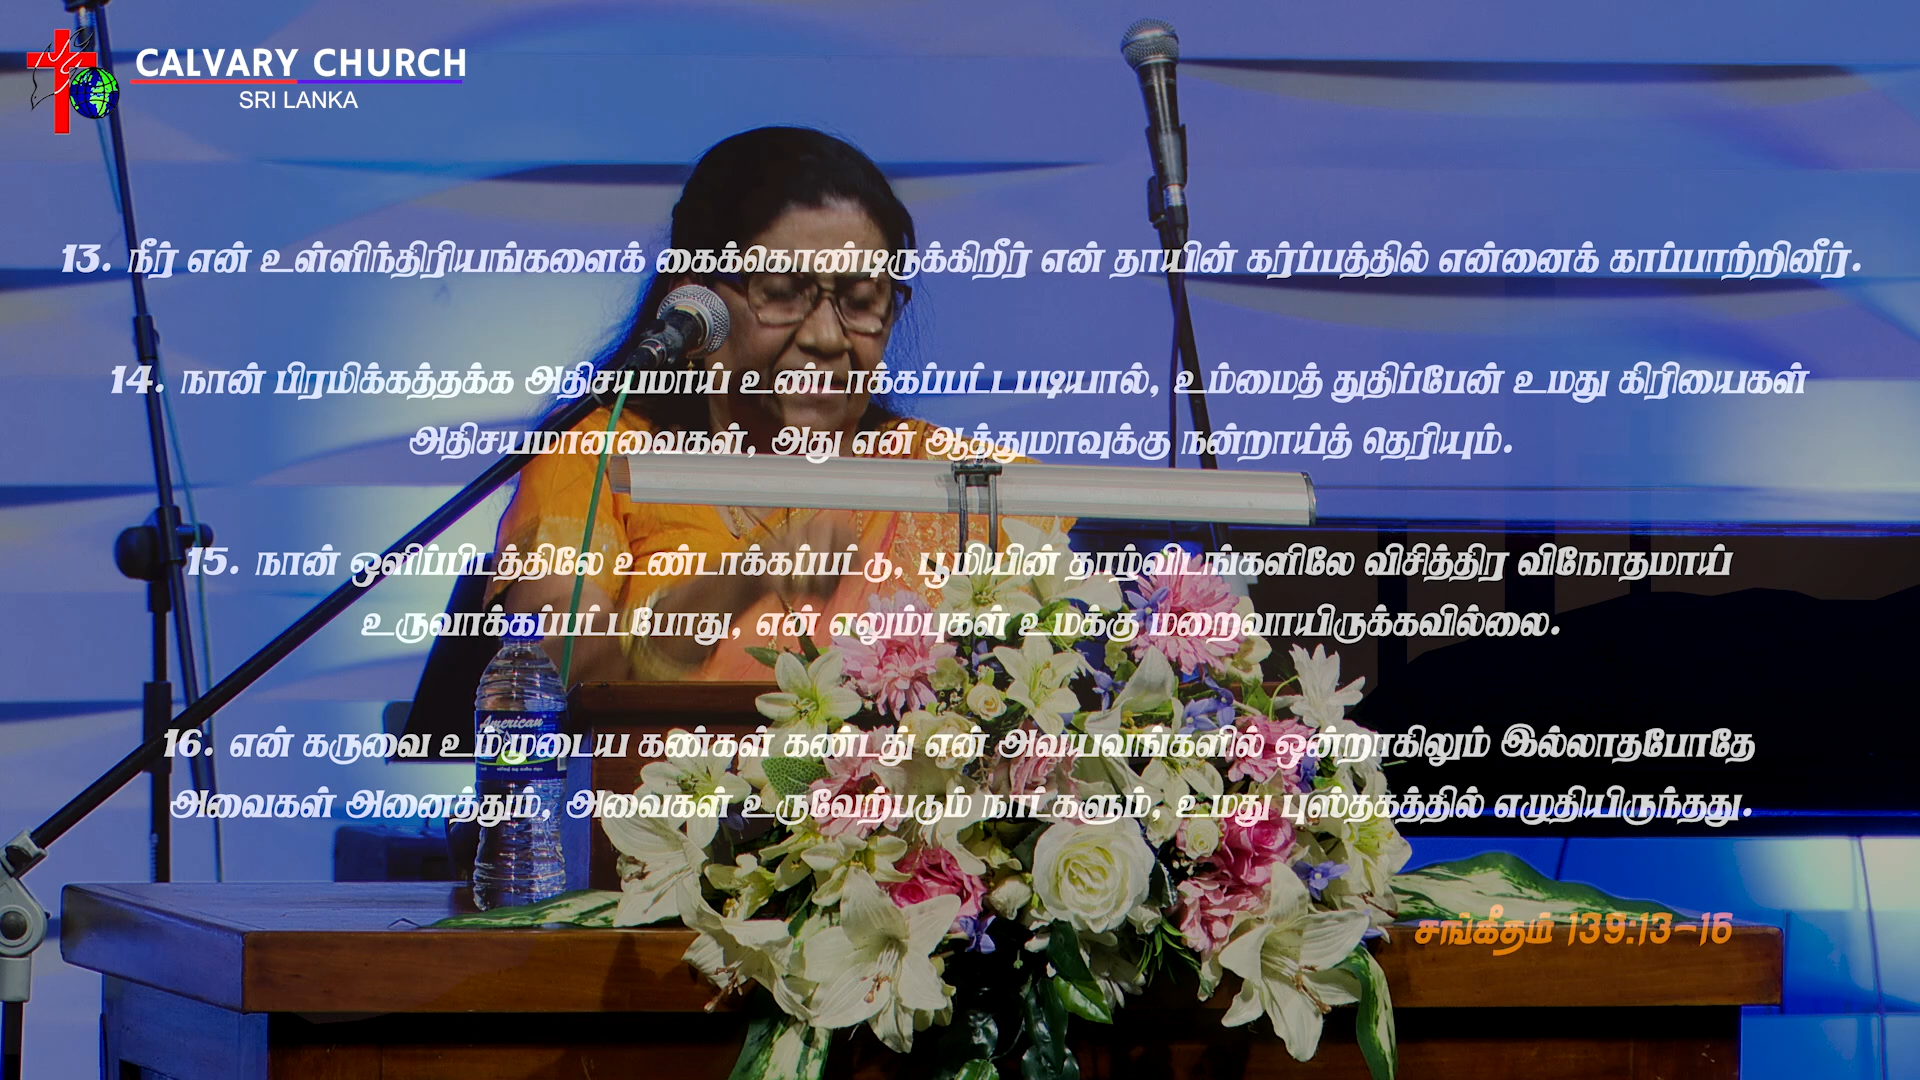 CALVARY CHURCH
SRI LANKA
13. நீர் என் உள்ளிந்திரியங்களைக் கைக்கொண்டிருக்கிறீர் என் தாயின் கர்ப்பத்தில் என்னைக் காப்பாற்றினீர்.
14. நான் பிரமிக்கத்தக்க அதிசயமாய் உண்டாக்கப்பட்டபடியால், உம்மைத் துதிப்பேன் உமது கிரியைகள்
அதிசயமானவைகள், அது என் ஆத்துமாவுக்கு நன்றாய்த் தெரியும்.
15. நான் ஒளிப்பிடத்திலே உண்டாக்கப்பட்டு, பூமியின் தாழ்விடங்களிலே விசித்திர விநோதமாய்
உருவாக்கப்பட்டபோது, என் எலும்புகள் உமக்கு மறைவாயிருக்கவில்லை.
American
16. என் கருவை உம்முடைய கண்கள் கண்டது என் அவயவங்களில் ஒன்றாகிலும் இல்லாதபோதே
அவைகள் அனைத்தும், அவைகள் உருவேற்படும் நாட்களும், உமது புஸ்தகத்தில் எழுதியிருந்தது.
சங்கீதம் 139:13-16